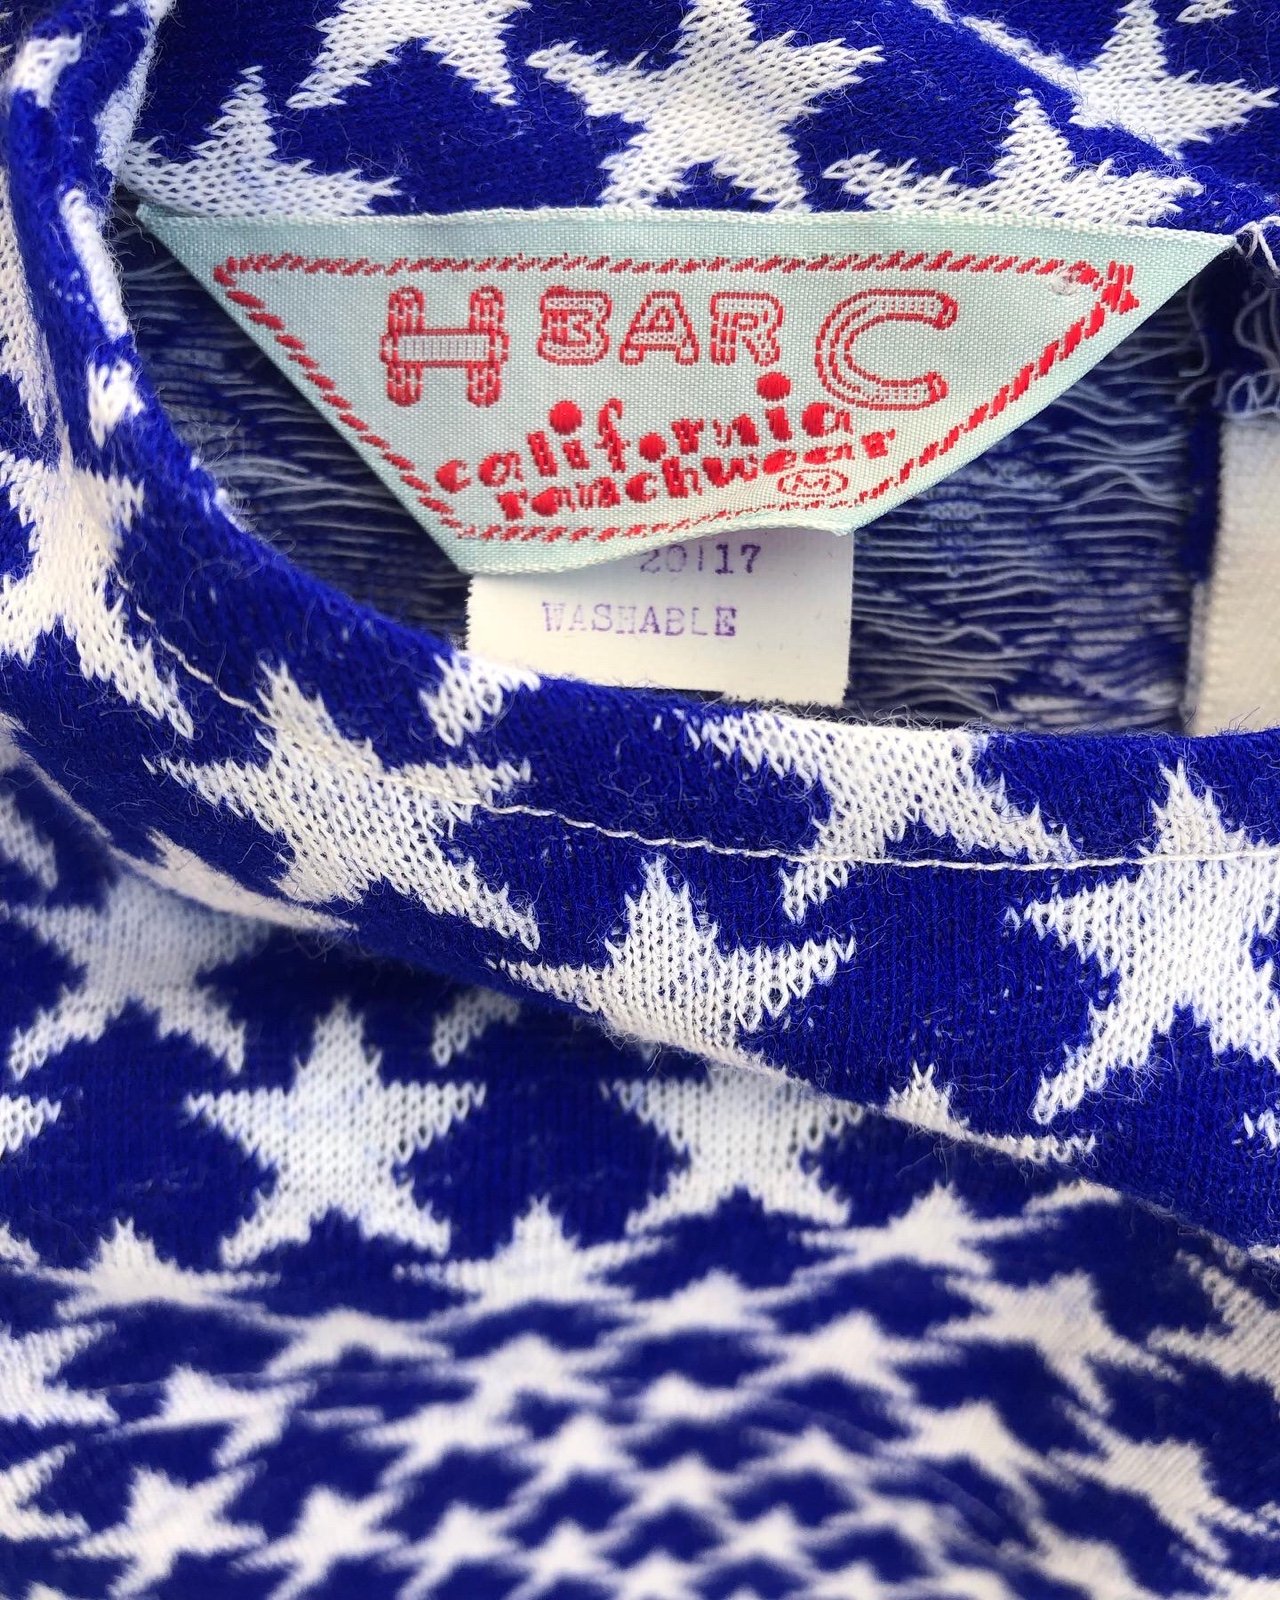 H BAR C
california
ranchwear
M
20117
WASHABLE